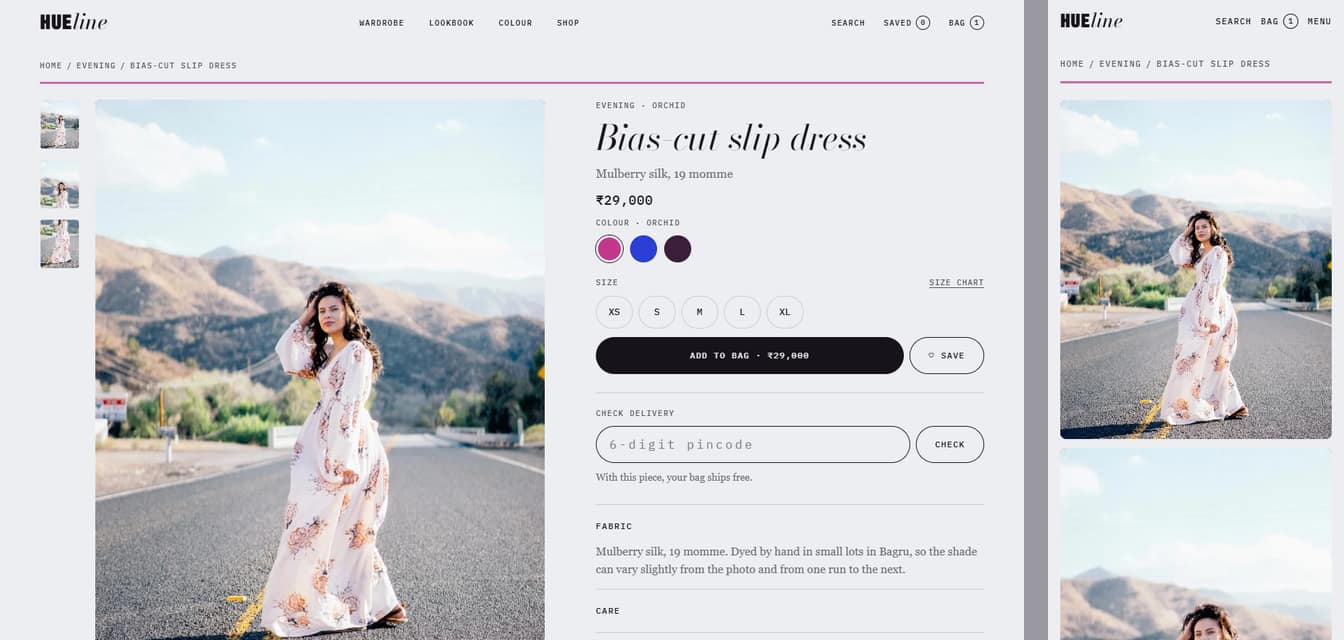 HUEline
WARDROBE LOOKBOOK COLOUR SHOP
SEARCH SAVED 0 BAG 1
HOME / EVENING / BIAS-CUT SLIP DRESS
EVENING · ORCHID
Bias-cut slip dress
Mulberry silk, 19 momme
₹29,000
COLOUR · ORCHID
SIZE SIZE CHART
XS S M L XL
ADD TO BAG · ₹29,000 ♡ SAVE
CHECK DELIVERY
6-digit pincode CHECK
With this piece, your bag ships free.
FABRIC
Mulberry silk, 19 momme. Dyed by hand in small lots in Bagru, so the shade
can vary slightly from the photo and from one run to the next.
CARE
HUEline
SEARCH BAG 1 MENU
HOME / EVENING / BIAS-CUT SLIP DRESS